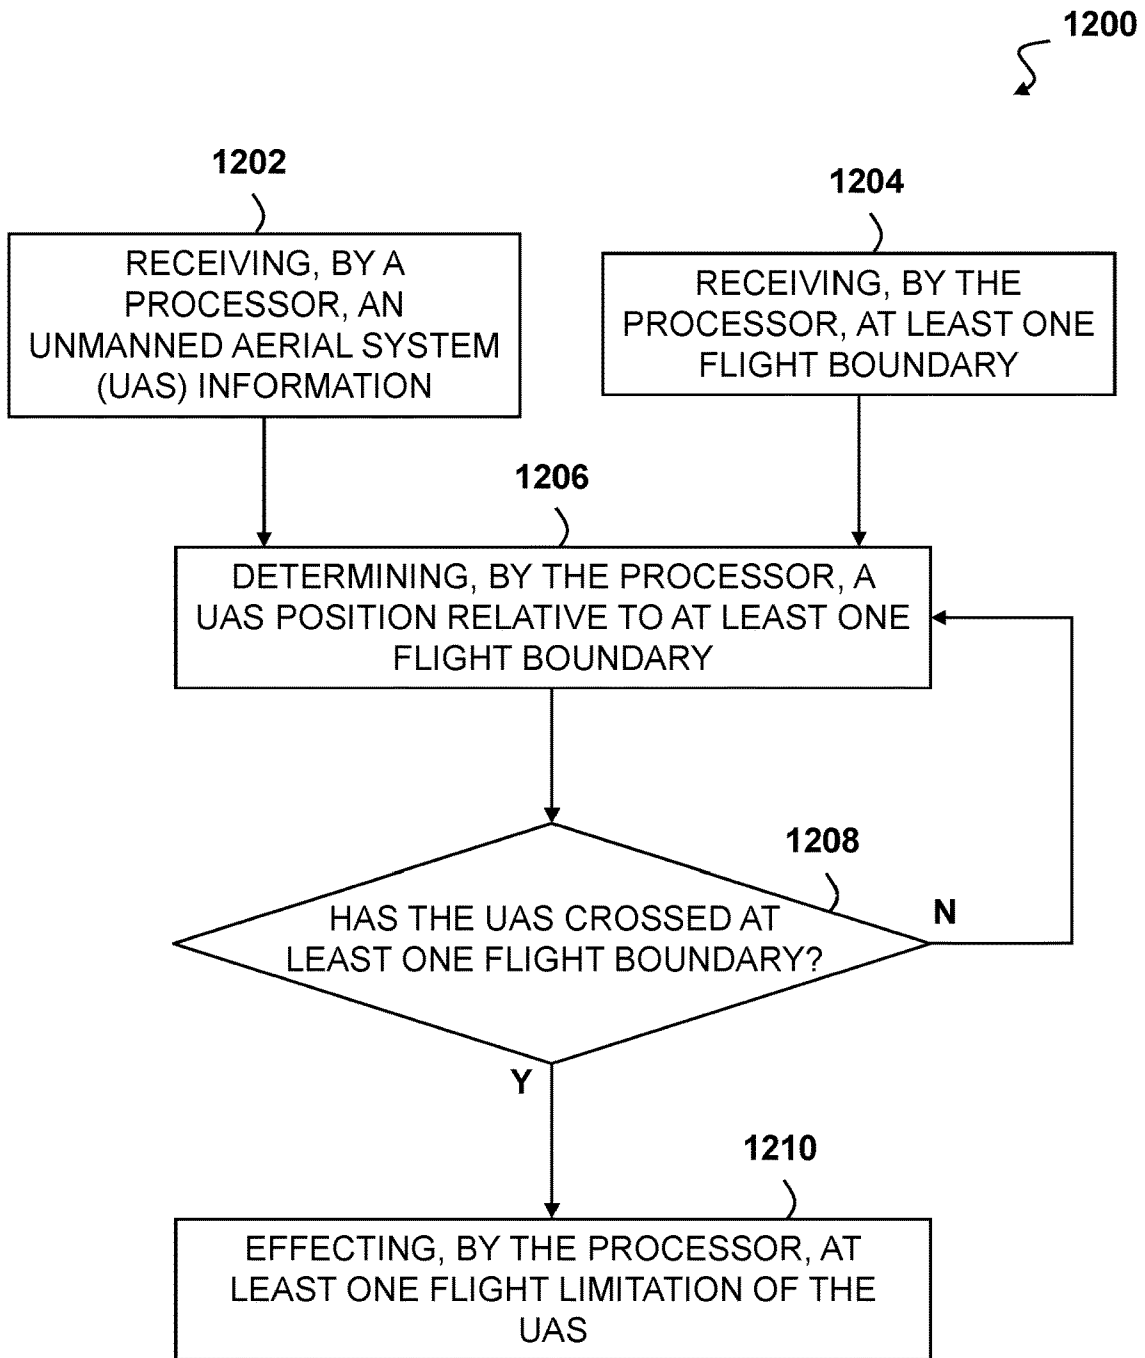 1200
1202
RECEIVING, BY A
PROCESSOR, AN
UNMANNED AERIAL SYSTEM
(UAS) INFORMATION
1204
RECEIVING, BY THE
PROCESSOR, AT LEAST ONE
FLIGHT BOUNDARY
1206
DETERMINING, BY THE PROCESSOR, A
UAS POSITION RELATIVE TO AT LEAST ONE
FLIGHT BOUNDARY
1208
HAS THE UAS CROSSED AT
LEAST ONE FLIGHT BOUNDARY?
N
Y
1210
EFFECTING, BY THE PROCESSOR, AT
LEAST ONE FLIGHT LIMITATION OF THE
UAS